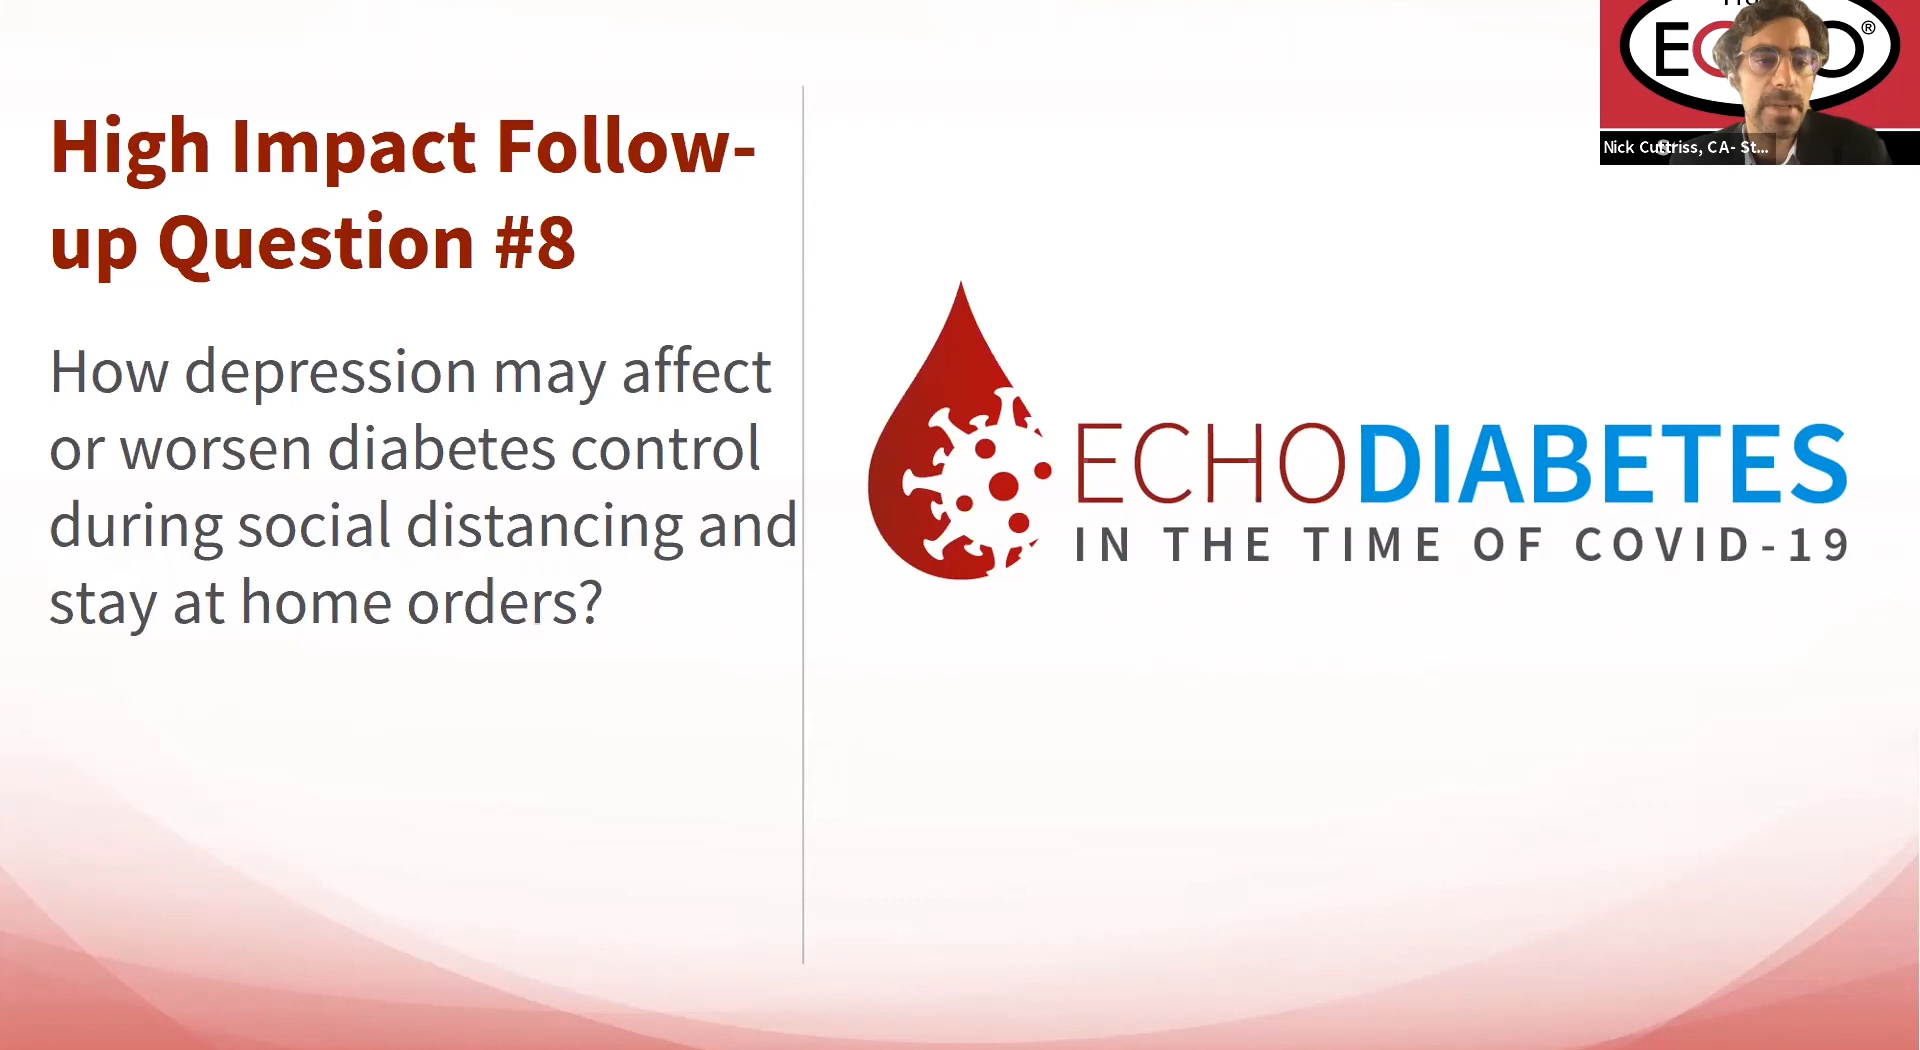 High Impact Follow-
up Question #8
How depression may affect
or worsen diabetes control
during social distancing and
stay at home orders?
ECHODIABETES
IN THE TIME OF COVID-19
®
Nick Cuttriss, CA- St...